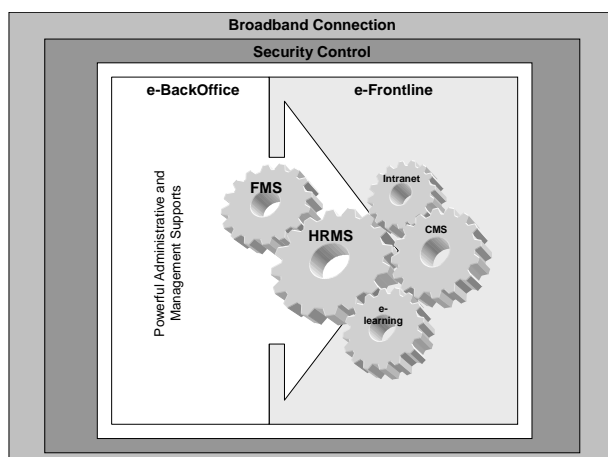 Broadband Connection
Security Control
e-BackOffice
e-Frontline
Powerful Administrative and
Management Supports
FMS
Intranet
HRMS
CMS
e-
learning